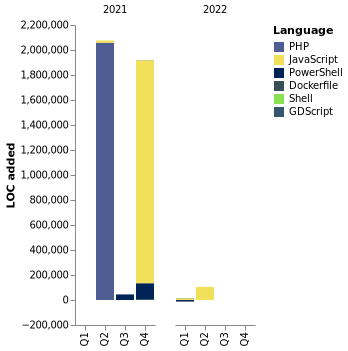 2021
2022
2,200,000
2,000,000
1,800,000
1,600,000
1,400,000
1,200,000
1,000,000
800,000
600,000
400,000
200,000
0
−200,000
LOC added
Q1
Q2
Q3
Q4
Q1
Q2
Q3
Q4
Language
PHP
JavaScript
PowerShell
Dockerfile
Shell
GDScript